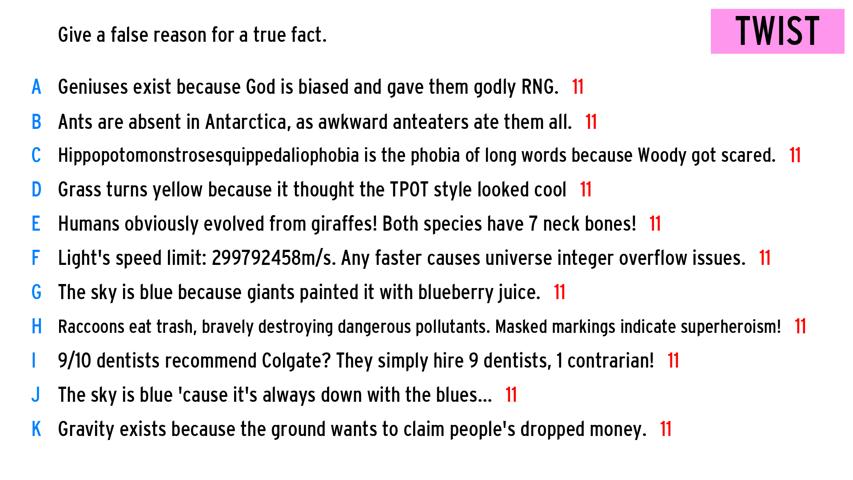 Give a false reason for a true fact.
TWIST
A Geniuses exist because God is biased and gave them godly RNG. 11
B Ants are absent in Antarctica, as awkward anteaters ate them all. 11
C Hippopotomonstrosesquippedaliophobia is the phobia of long words because Woody got scared. 11
D Grass turns yellow because it thought the TPOT style looked cool 11
E Humans obviously evolved from giraffes! Both species have 7 neck bones! 11
F Light's speed limit: 299792458m/s. Any faster causes universe integer overflow issues. 11
G The sky is blue because giants painted it with blueberry juice. 11
H Raccoons eat trash, bravely destroying dangerous pollutants. Masked markings indicate superheroism! 11
I 9/10 dentists recommend Colgate? They simply hire 9 dentists, 1 contrarian! 11
J The sky is blue 'cause it's always down with the blues... 11
K Gravity exists because the ground wants to claim people's dropped money. 11